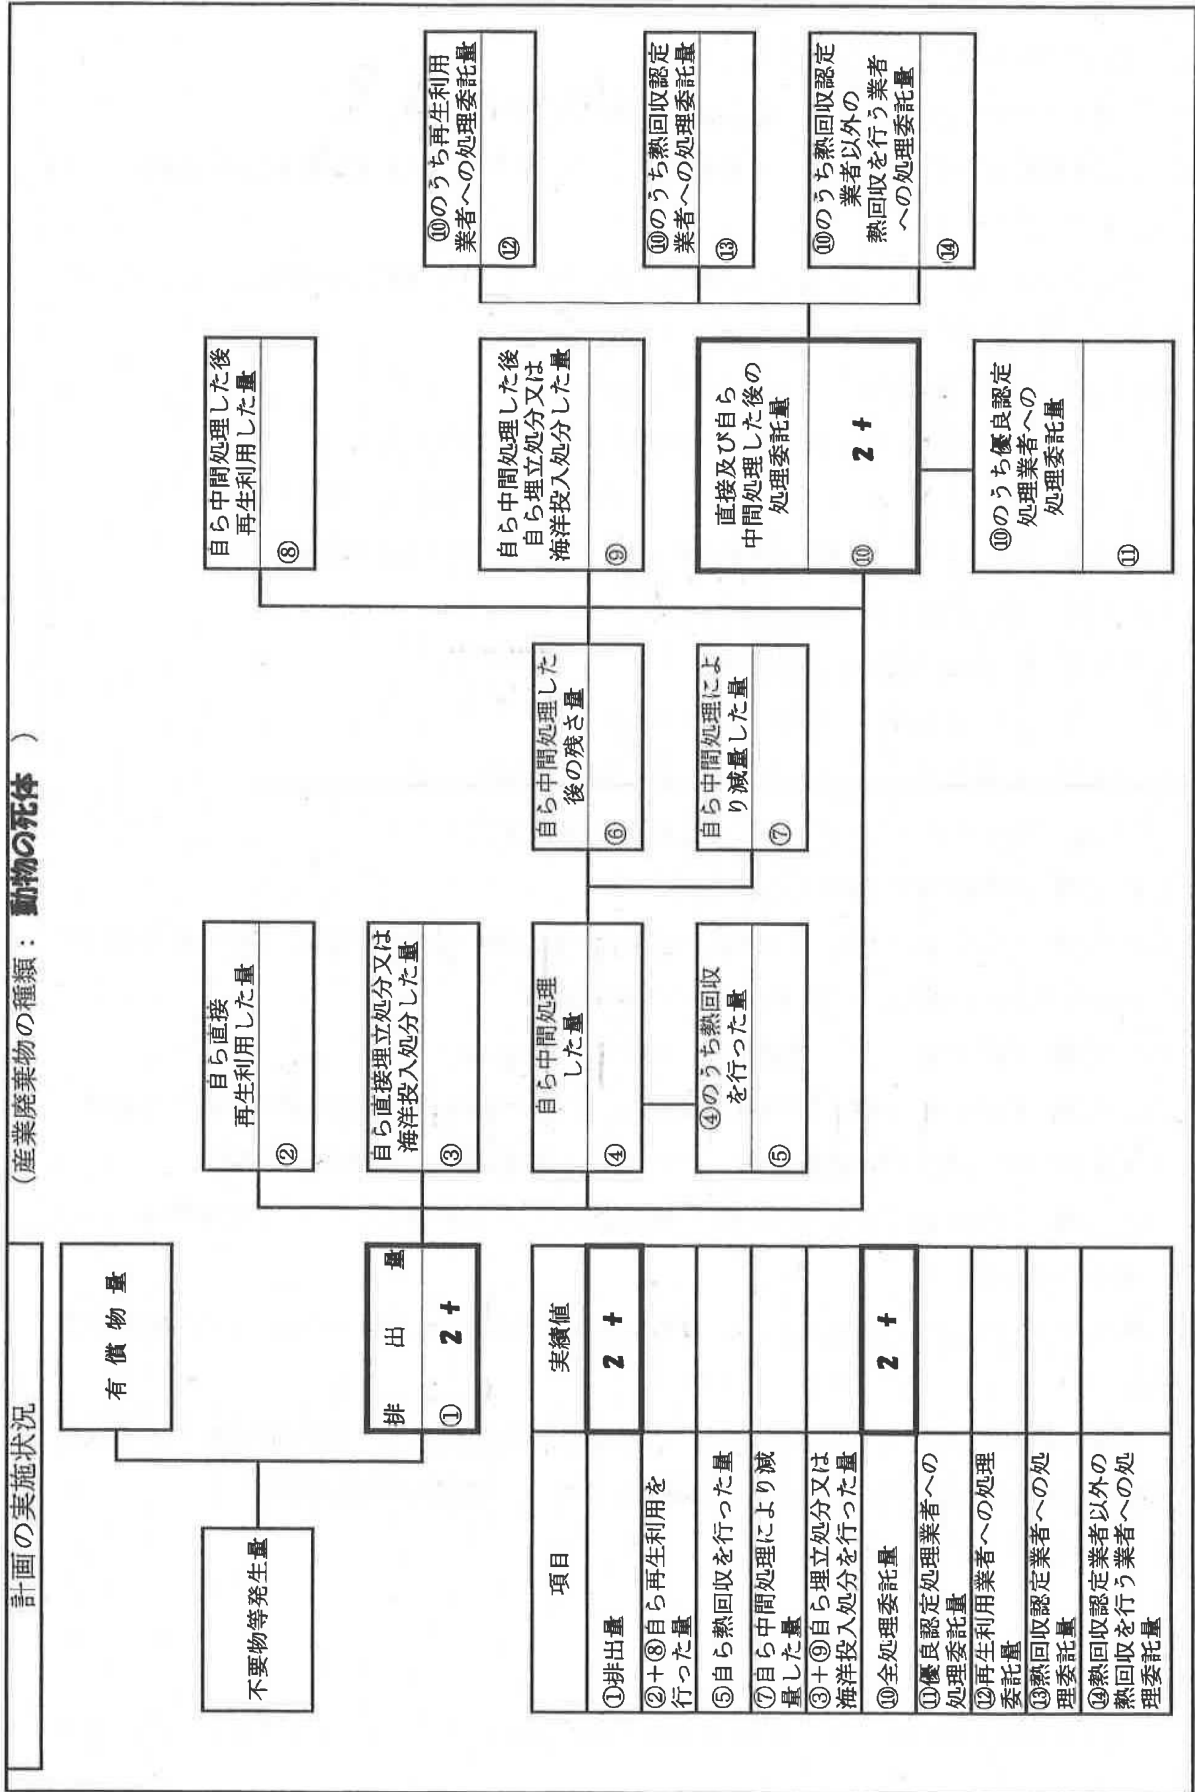 計画の実施状況
(産業廃棄物の種類： 動物の死体 )
不要物等発生量
有償物量
排出量
① 2 t
自ら直接
再生利用した量
②
自ら直接埋立処分又は
海洋投入処分した量
③
自ら中間処理
した量
④
④のうち熱回収
を行った量
⑤
自ら中間処理した
後の残さ量
⑥
自ら中間処理によ
り減量した量
⑦
自ら中間処理した後
再生利用した量
⑧
自ら中間処理した後
自ら埋立処分又は
海洋投入処分した量
⑨
直接及び自ら
中間処理した後の
処理委託量
⑩ 2 t
⑩のうち優良認定
処理業者への
処理委託量
⑪
⑩のうち再生利用
業者への処理委託量
⑫
⑩のうち熱回収認定
業者への処理委託量
⑬
⑩のうち熱回収認定
業者以外の
熱回収を行う業者
への処理委託量
⑭
項目 実績値
①排出量 2 t
②+⑧自ら再生利用を
行った量
⑤自ら熱回収を行った量
⑦自ら中間処理により減
量した量
③+⑨自ら埋立処分又は
海洋投入処分を行った量
⑩全処理委託量 2 t
⑪優良認定処理業者への
処理委託量
⑫再生利用業者への処理
委託量
⑬熱回収認定業者への処
理委託量
⑭熱回収認定業者以外の
熱回収を行う業者への処
理委託量